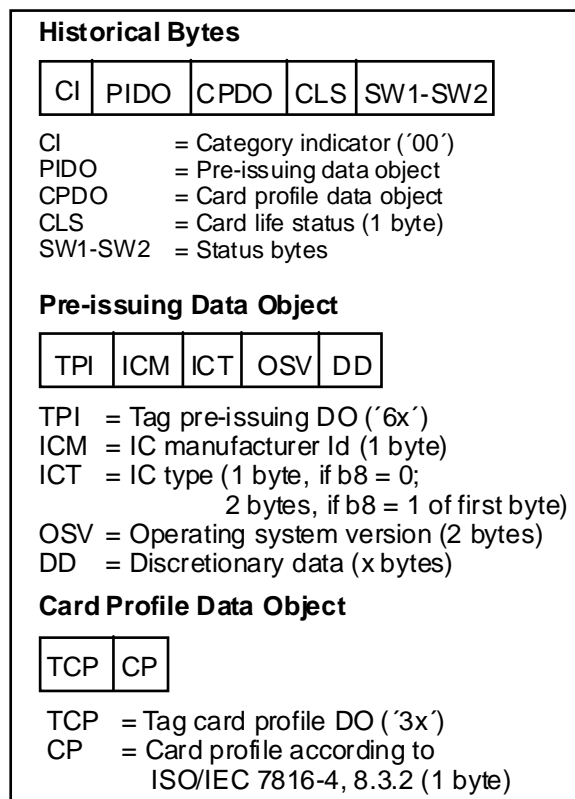 Historical Bytes
CI PIDO CPDO CLS SW1-SW2
CI = Category indicator (´00´)
PIDO = Pre-issuing data object
CPDO = Card profile data object
CLS = Card life status (1 byte)
SW1-SW2 = Status bytes
Pre-issuing Data Object
TPI ICM ICT OSV DD
TPI = Tag pre-issuing DO (´6x´)
ICM = IC manufacturer Id (1 byte)
ICT = IC type (1 byte, if b8 = 0;
2 bytes, if b8 = 1 of first byte)
OSV = Operating system version (2 bytes)
DD = Discretionary data (x bytes)
Card Profile Data Object
TCP CP
TCP = Tag card profile DO (´3x´)
CP = Card profile according to
ISO/IEC 7816-4, 8.3.2 (1 byte)